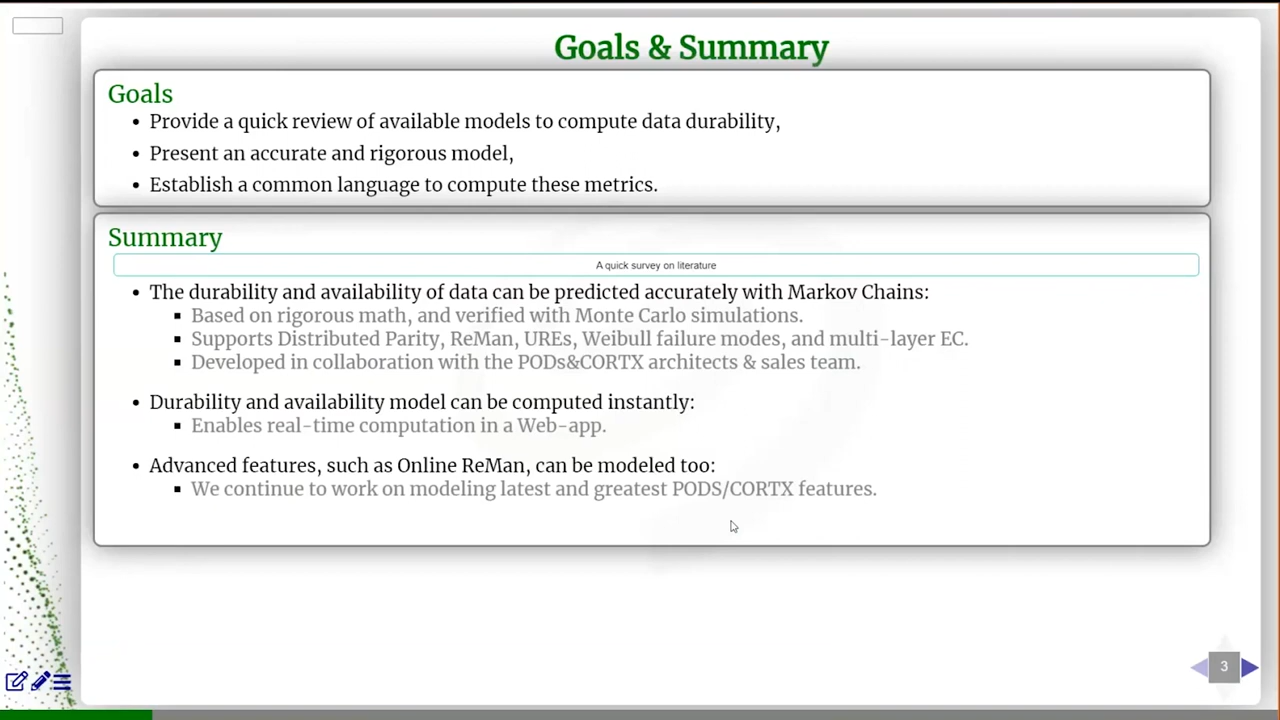 Goals & Summary
Goals
• Provide a quick review of available models to compute data durability,
• Present an accurate and rigorous model,
• Establish a common language to compute these metrics.
Summary
A quick survey on literature
• The durability and availability of data can be predicted accurately with Markov Chains:
▪ Based on rigorous math, and verified with Monte Carlo simulations.
▪ Supports Distributed Parity, ReMan, UREs, Weibull failure modes, and multi-layer EC.
▪ Developed in collaboration with the PODs&CORTX architects & sales team.
• Durability and availability model can be computed instantly:
▪ Enables real-time computation in a Web-app.
• Advanced features, such as Online ReMan, can be modeled too:
▪ We continue to work on modeling latest and greatest PODS/CORTX features.
3